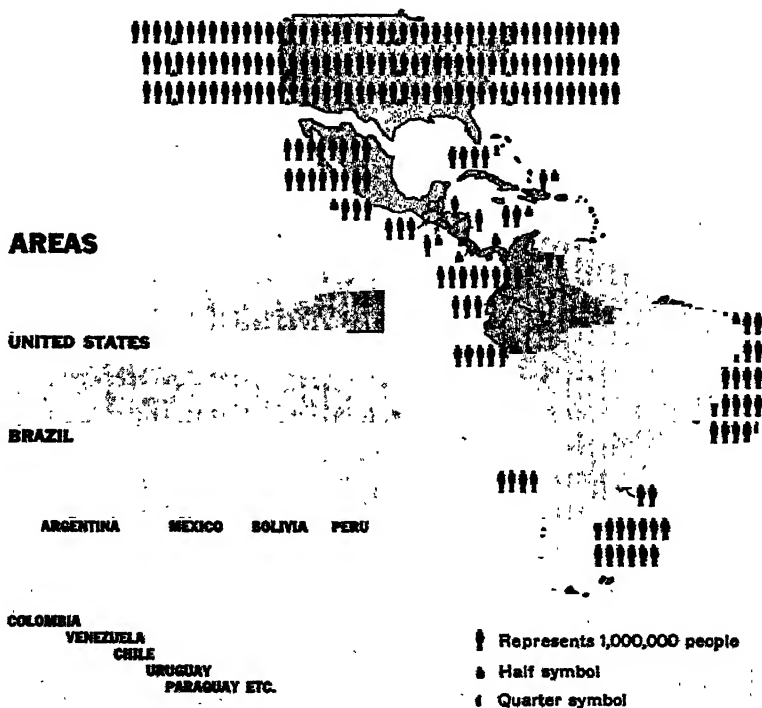 AREAS
UNITED STATES
BRAZIL
ARGENTINA MEXICO BOLIVIA PERU
COLOMBIA
VENEZUELA
CHILE
URUGUAY
PARAGUAY ETC.
Represents 1,000,000 people
Half symbol
Quarter symbol